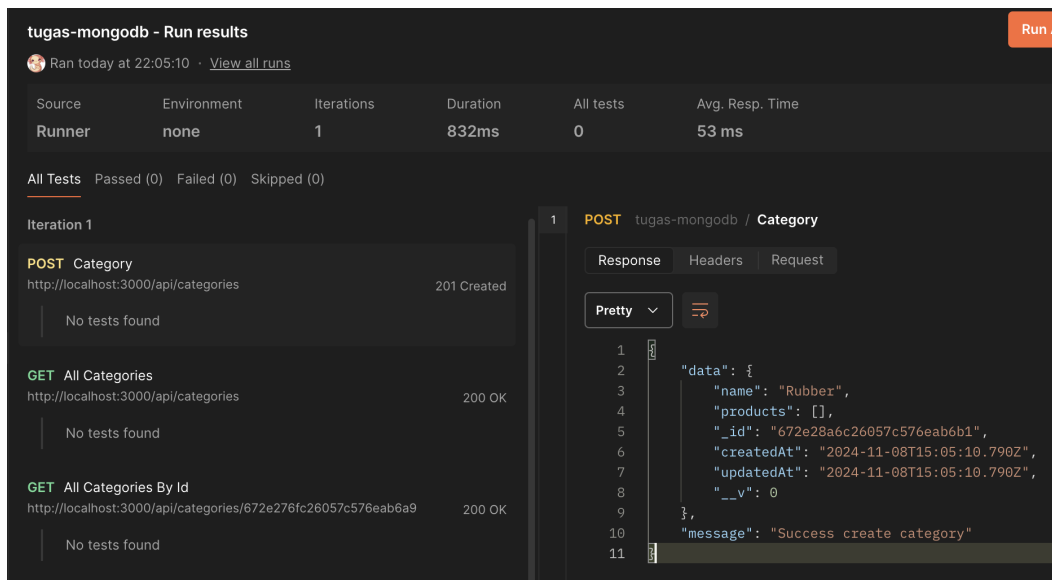 tugas-mongodb - Run results
Run
Ran today at 22:05:10 · View all runs
Source Environment Iterations Duration All tests Avg. Resp. Time
Runner none 1 832ms 0 53 ms
All Tests Passed (0) Failed (0) Skipped (0)
Iteration 1
POST Category
http://localhost:3000/api/categories 201 Created
No tests found
GET All Categories
http://localhost:3000/api/categories 200 OK
No tests found
GET All Categories By Id
http://localhost:3000/api/categories/672e276fc26057c576eab6a9 200 OK
No tests found
1
POST tugas-mongodb / Category
Response Headers Request
Pretty
1 {
2 "data": {
3 "name": "Rubber",
4 "products": [],
5 "_id": "672e28a6c26057c576eab6b1",
6 "createdAt": "2024-11-08T15:05:10.790Z",
7 "updatedAt": "2024-11-08T15:05:10.790Z",
8 "__v": 0
9 },
10 "message": "Success create category"
11 }